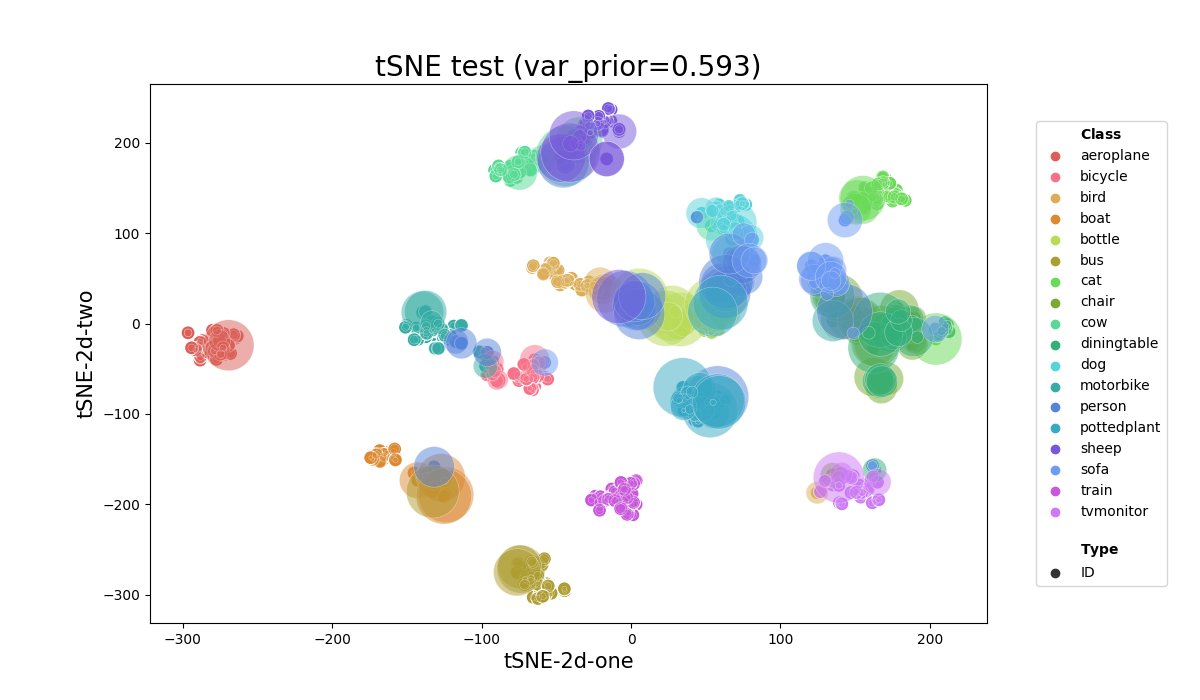 tSNE test (var_prior=0.593)
tSNE-2d-two
200
100
0
−100
−200
−300
−300
−200
−100
0
100
200
tSNE-2d-one
Class
aeroplane
bicycle
bird
boat
bottle
bus
cat
chair
cow
diningtable
dog
motorbike
person
pottedplant
sheep
sofa
train
tvmonitor
Type
ID